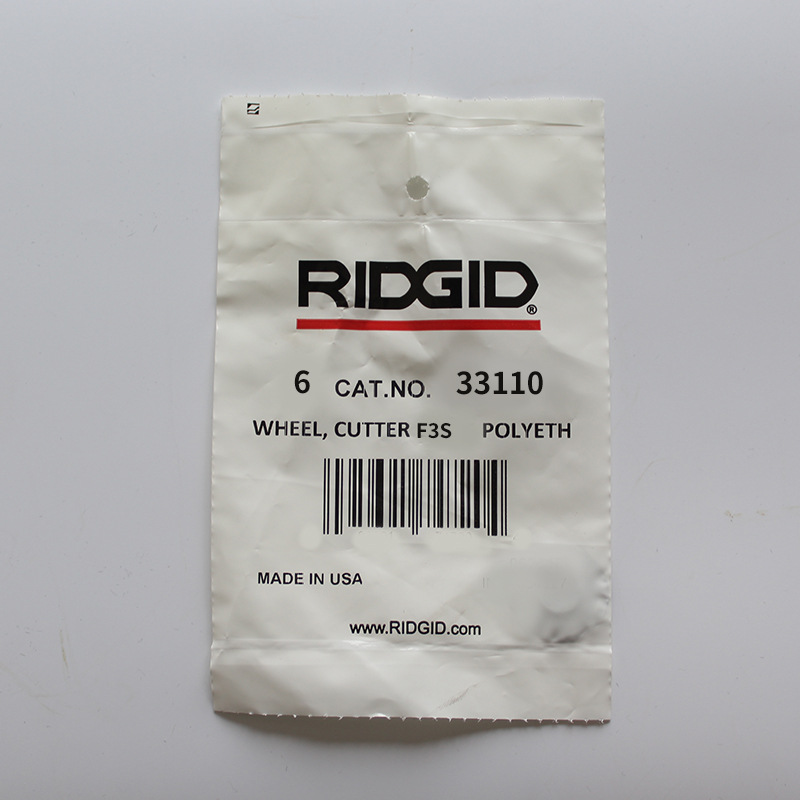 RIDGID®
6 CAT.NO. 33110
WHEEL, CUTTER F3S POLYETH
MADE IN USA
www.RIDGID.com